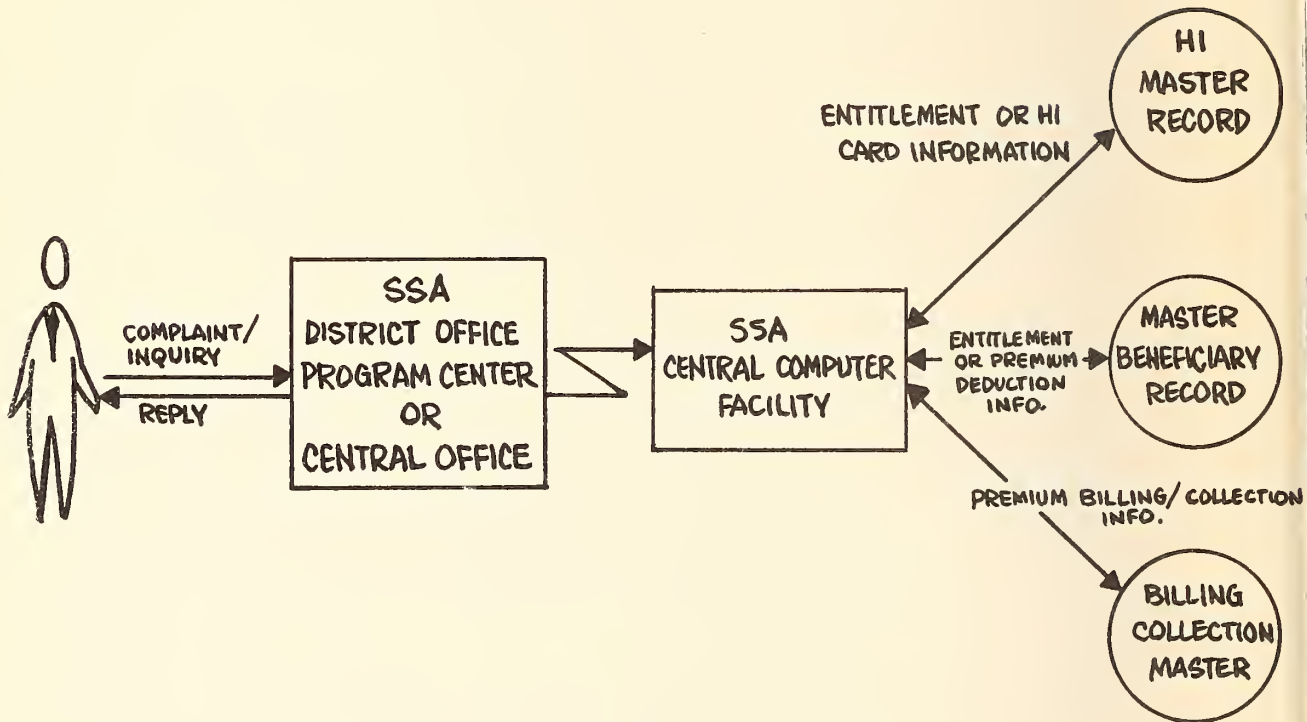 COMPLAINT/
INQUIRY
REPLY
SSA
DISTRICT OFFICE
PROGRAM CENTER
OR
CENTRAL OFFICE
SSA
CENTRAL COMPUTER
FACILITY
ENTITLEMENT OR HI
CARD INFORMATION
HI
MASTER
RECORD
ENTITLEMENT
OR PREMIUM
DEDUCTION
INFO.
MASTER
BENEFICIARY
RECORD
PREMIUM BILLING/COLLECTION
INFO.
BILLING
COLLECTION
MASTER